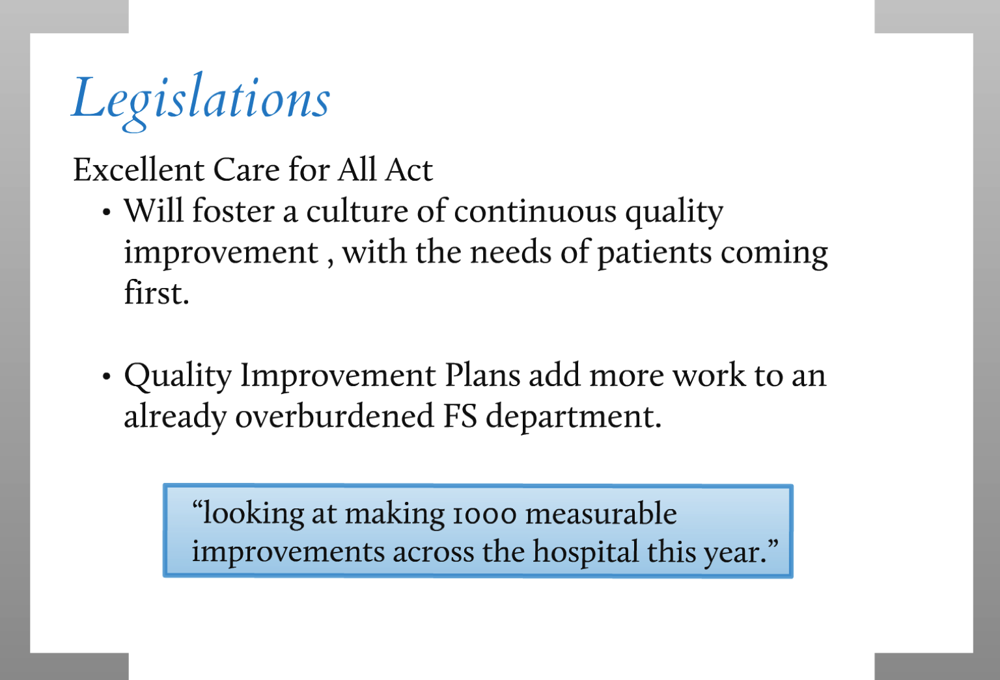 Legislations
Excellent Care for All Act
• Will foster a culture of continuous quality
improvement , with the needs of patients coming
first.
• Quality Improvement Plans add more work to an
already overburdened FS department.
“looking at making 1000 measurable
improvements across the hospital this year.”